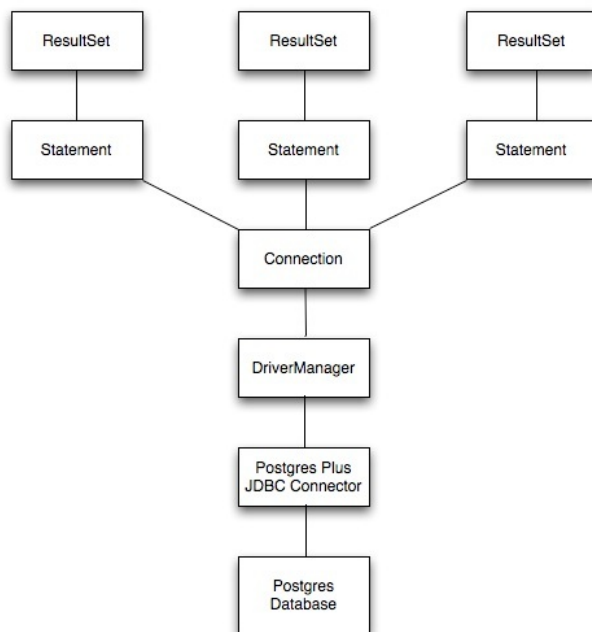 ResultSet
ResultSet
ResultSet
Statement
Statement
Statement
Connection
DriverManager
Postgres Plus
JDBC Connector
Postgres
Database